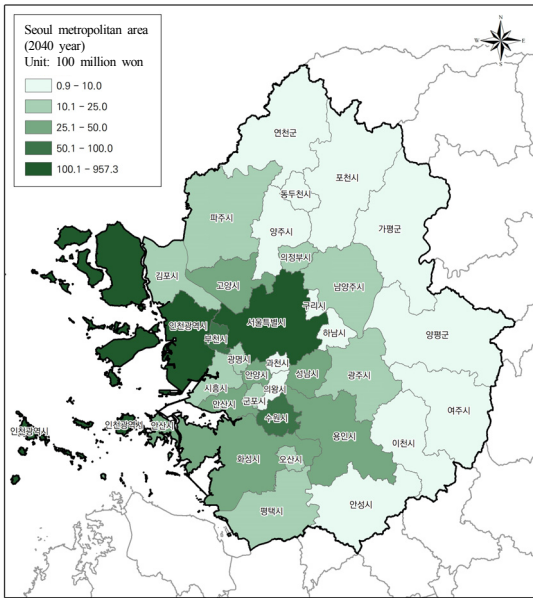 Seoul metropolitan area
(2040 year)
Unit: 100 million won
0.9 - 10.0
10.1 - 25.0
25.1 - 50.0
50.1 - 100.0
100.1 - 957.3
N
W
E
S
연천군
포천시
동두천시
파주시
양주시
가평군
의정부시
김포시
고양시
남양주시
구리시
인천광역시
서울특별시
부천시
하남시
양평군
광명시
과천시
시흥시
안양시
성남시
광주시
의왕시
안산시
군포시
여주시
수원시
인천광역시
인천광역시
안산시
용인시
이천시
화성시
오산시
평택시
안성시